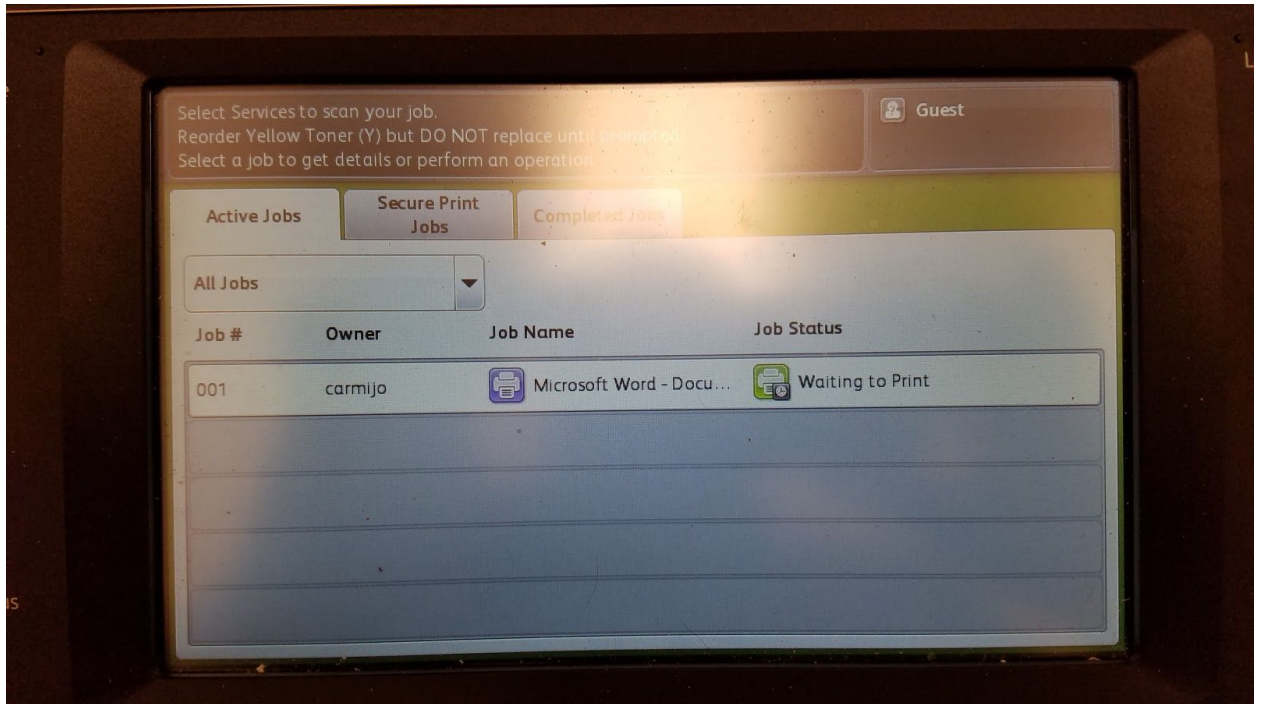 Select Services to scan your job.
Guest
Reorder Yellow Toner (Y) but DO NOT replace until prompted.
Select a job to get details or perform an operation.
Active Jobs
Secure Print
Jobs
Completed Jobs
All Jobs
Job # Owner Job Name Job Status
001 carmijo Microsoft Word - Docu... Waiting to Print